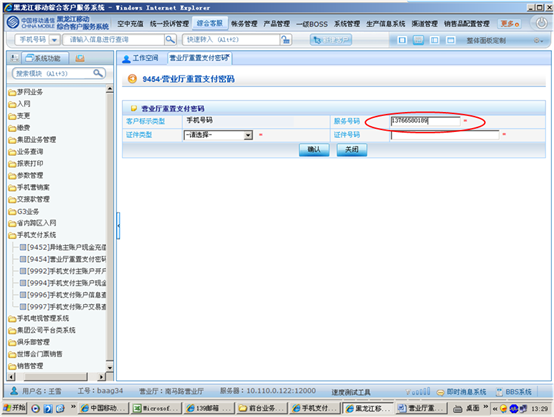 黑龙江移动综合客户服务系统 - Windows Internet Explorer
中国移动通信 CHINA MOBILE 黑龙江移动 综合客户服务系统 空中充值 统一投诉管理 综合客服 账务管理 产品管理 一级BOSS 系统管理 生产信息系统 渠道管理 销售品配置管理 更多
手机号码 请输入信息进行查询 快速转入 (Alt+2) 整体面板定制
系统功能 工作空间 营业厅重置支付密码
搜索模块 (Alt+3)
9454-营业厅重置支付密码
梦网业务
入网
变更
缴费
集团业务管理
业务查询
报表打印
参数管理
手机营销案
交接款管理
G3业务
省内跨区入网
手机支付系统
[9452]异地主账户现金充值
[9454]营业厅重置支付密码
[9992]手机支付主账户开户
[9994]手机支付主账户现金
[9996]手机支付账户信息查
[9997]手机支付账户交易查
手机电视管理系统
集团公司平台类系统
俱乐部管理
世博会门票销售
销售管理
营业厅重置支付密码
客户标示类型 手机号码 服务号码 13766580189 *
证件类型 --请选择-- * 证件号码 *
确认 关闭
用户名：王雪 工号：baag34 营业厅：南马路营业厅 服务器：10.110.0.122:12000 速度测试工具 即时消息系统 BBS系统
开始 中国移动... Microsof... 139邮箱 前台业务... 手机支付... 黑龙江移... 营业厅重... 桌面 13:29